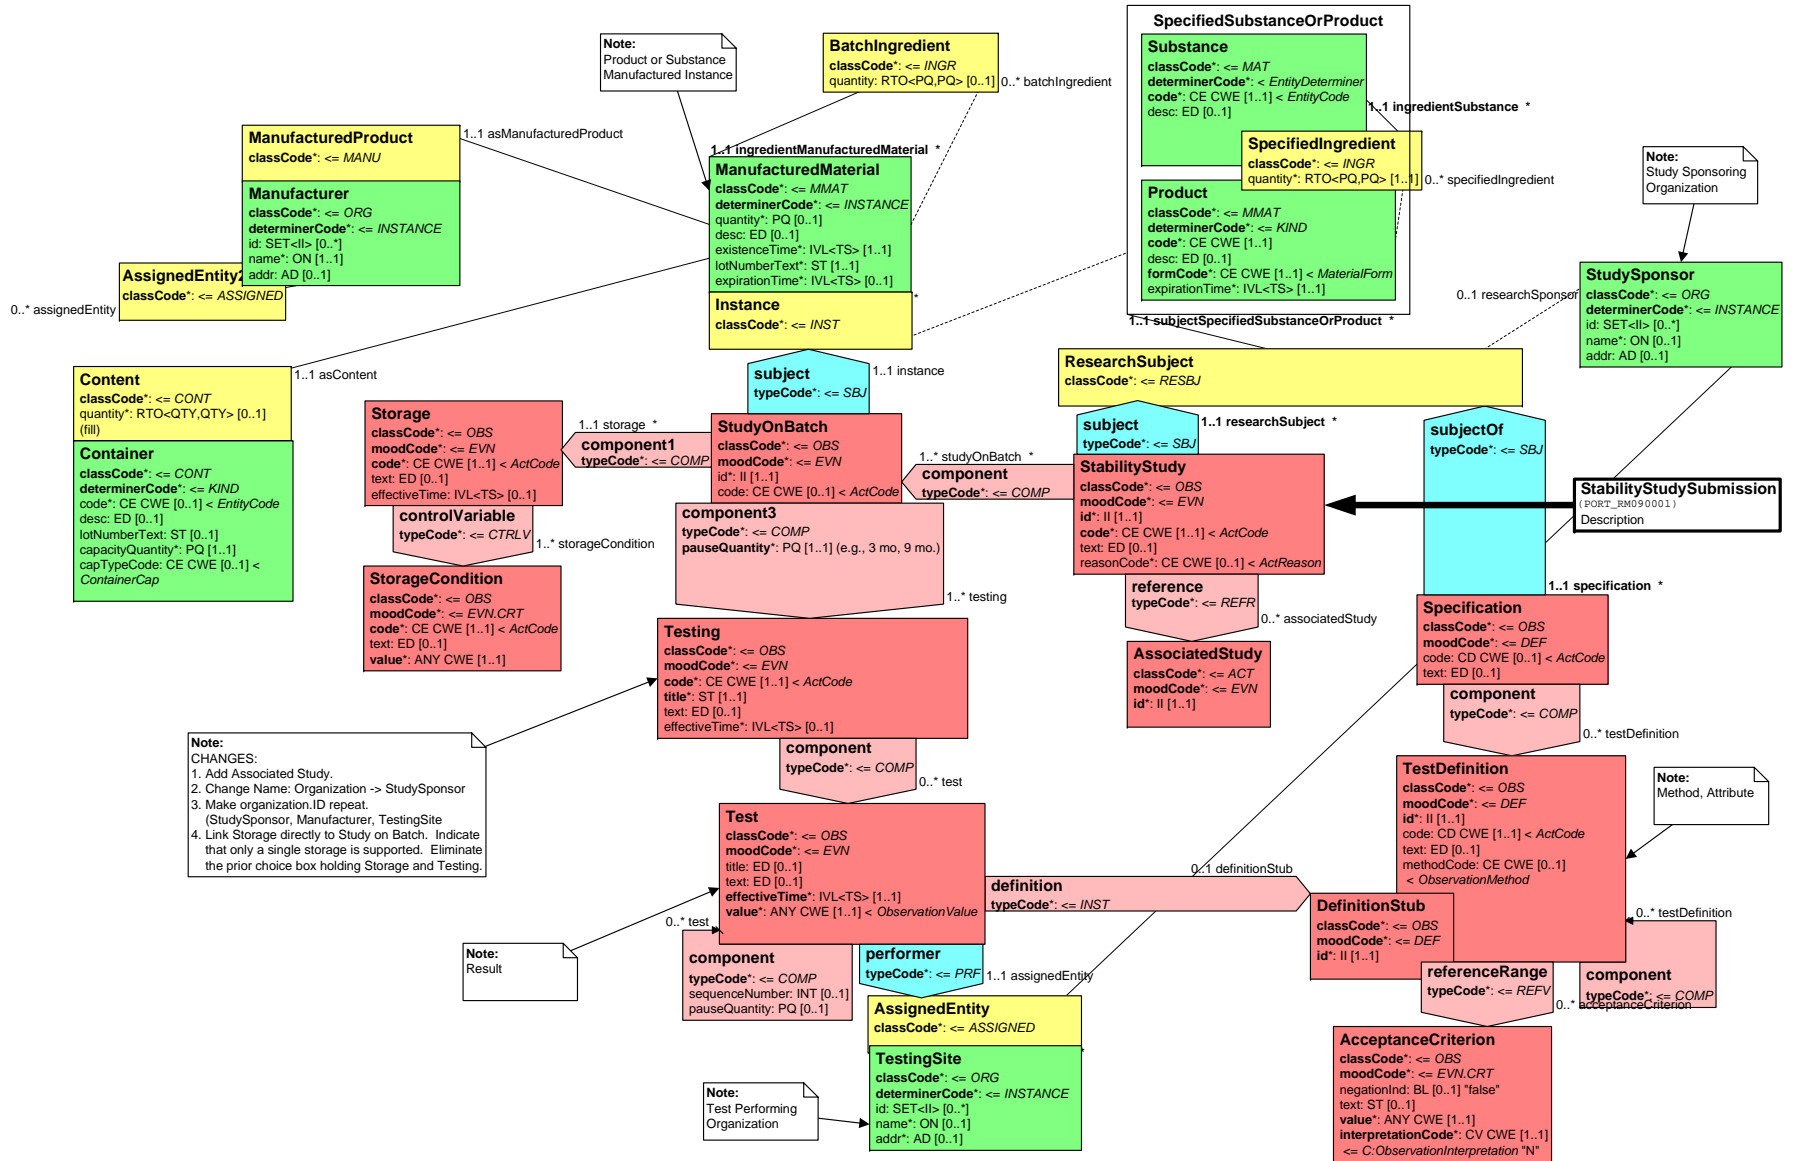 SpecifiedSubstanceOrProduct
Substance
classCode*: <= MAT
determinerCode*: < EntityDeterminer
code*: CE CWE [1..1] < EntityCode
desc: ED [0..1]
1..1 ingredientSubstance *
SpecifiedIngredient
classCode*: <= INGR
quantity*: RTO<PQ,PQ> [1..1]
0..* specifiedIngredient
Product
classCode*: <= MMAT
determinerCode*: <= KIND
code*: CE CWE [1..1]
desc: ED [0..1]
formCode*: CE CWE [1..1] < MaterialForm
expirationTime*: IVL<TS> [1..1]
1..1 subjectSpecifiedSubstanceOrProduct *
Note:
Product or Substance
Manufactured Instance
BatchIngredient
classCode*: <= INGR
quantity: RTO<PQ,PQ> [0..1]
0..* batchIngredient
ManufacturedProduct
classCode*: <= MANU
1..1 asManufacturedProduct
Manufacturer
classCode*: <= ORG
determinerCode*: <= INSTANCE
id: SET<II> [0..*]
name*: ON [1..1]
addr: AD [0..1]
AssignedEntity2
classCode*: <= ASSIGNED
0..* assignedEntity
1..1 ingredientManufacturedMaterial *
ManufacturedMaterial
classCode*: <= MMAT
determinerCode*: <= INSTANCE
quantity*: PQ [0..1]
desc: ED [0..1]
existenceTime*: IVL<TS> [1..1]
lotNumberText*: ST [1..1]
expirationTime*: IVL<TS> [0..1]
Instance
classCode*: <= INST
*
Note:
Study Sponsoring
Organization
StudySponsor
classCode*: <= ORG
determinerCode*: <= INSTANCE
id: SET<II> [0..*]
name*: ON [1..1]
addr: AD [0..1]
0..1 researchSponsor
Content
classCode*: <= CONT
quantity*: RTO<QTY,QTY> [0..1]
(fill)
1..1 asContent
Container
classCode*: <= CONT
determinerCode*: <= KIND
code*: CE CWE [0..1] < EntityCode
desc: ED [0..1]
lotNumberText: ST [0..1]
capacityQuantity*: PQ [1..1]
capTypeCode: CE CWE [0..1] <
ContainerCap
subject
typeCode*: <= SBJ
1..1 instance
ResearchSubject
classCode*: <= RESBJ
Storage
classCode*: <= OBS
moodCode*: <= EVN
code*: CE CWE [1..1] < ActCode
text: ED [0..1]
effectiveTime: IVL<TS> [0..1]
1..1 storage *
component1
typeCode*: <= COMP
StudyOnBatch
classCode*: <= OBS
moodCode*: <= EVN
id*: II [1..1]
code: CE CWE [0..1] < ActCode
1..* studyOnBatch *
component
typeCode*: <= COMP
subject
typeCode*: <= SBJ
1..1 researchSubject *
StabilityStudy
classCode*: <= OBS
moodCode*: <= EVN
id*: II [1..1]
code*: CE CWE [1..1] < ActCode
text: ED [0..1]
reasonCode*: CE CWE [0..1] < ActReason
subjectOf
typeCode*: <= SBJ
StabilityStudySubmission
(PORT_RM090001)
Description
controlVariable
typeCode*: <= CTRLV
1..* storageCondition
StorageCondition
classCode*: <= OBS
moodCode*: <= EVN.CRT
code*: CE CWE [1..1] < ActCode
text: ED [0..1]
value*: ANY CWE [1..1]
component3
typeCode*: <= COMP
pauseQuantity*: PQ [1..1] (e.g., 3 mo, 9 mo.)
1..* testing
reference
typeCode*: <= REFR
0..* associatedStudy
AssociatedStudy
classCode*: <= ACT
moodCode*: <= EVN
id*: II [1..1]
1..1 specification *
Specification
classCode*: <= OBS
moodCode*: <= DEF
code: CD CWE [0..1] < ActCode
text: ED [0..1]
component
typeCode*: <= COMP
0..* testDefinition
Testing
classCode*: <= OBS
moodCode*: <= EVN
code*: CE CWE [1..1] < ActCode
title*: ST [1..1]
text: ED [0..1]
effectiveTime*: IVL<TS> [0..1]
component
typeCode*: <= COMP
0..* test
Note:
CHANGES:
1. Add Associated Study.
2. Change Name: Organization -> StudySponsor
3. Make organization.ID repeat.
(StudySponsor, Manufacturer, TestingSite
4. Link Storage directly to Study on Batch. Indicate
that only a single storage is supported. Eliminate
the prior choice box holding Storage and Testing.
TestDefinition
classCode*: <= OBS
moodCode*: <= DEF
id*: II [1..1]
code: CD CWE [1..1] < ActCode
text: ED [0..1]
methodCode: CE CWE [0..1]
< ObservationMethod
Note:
Method, Attribute
Test
classCode*: <= OBS
moodCode*: <= EVN
title: ED [0..1]
text: ED [0..1]
effectiveTime*: IVL<TS> [1..1]
value*: ANY CWE [1..1] < ObservationValue
0..1 definitionStub
definition
typeCode*: <= INST
DefinitionStub
classCode*: <= OBS
moodCode*: <= DEF
id*: II [1..1]
0..* testDefinition
component
typeCode*: <= COMP
0..* test
Note:
Result
component
typeCode*: <= COMP
sequenceNumber: INT [0..1]
pauseQuantity: PQ [0..1]
performer
typeCode*: <= PRF
1..1 assignedEntity
referenceRange
typeCode*: <= REFV
0..* acceptanceCriterion
AssignedEntity
classCode*: <= ASSIGNED
*
TestingSite
classCode*: <= ORG
determinerCode*: <= INSTANCE
id: SET<II> [0..*]
name*: ON [0..1]
addr*: AD [0..1]
Note:
Test Performing
Organization
AcceptanceCriterion
classCode*: <= OBS
moodCode*: <= EVN.CRT
negationInd: BL [0..1] "false"
text: ST [0..1]
value*: ANY CWE [1..1]
interpretationCode*: CV CWE [1..1]
<= C:ObservationInterpretation "N"